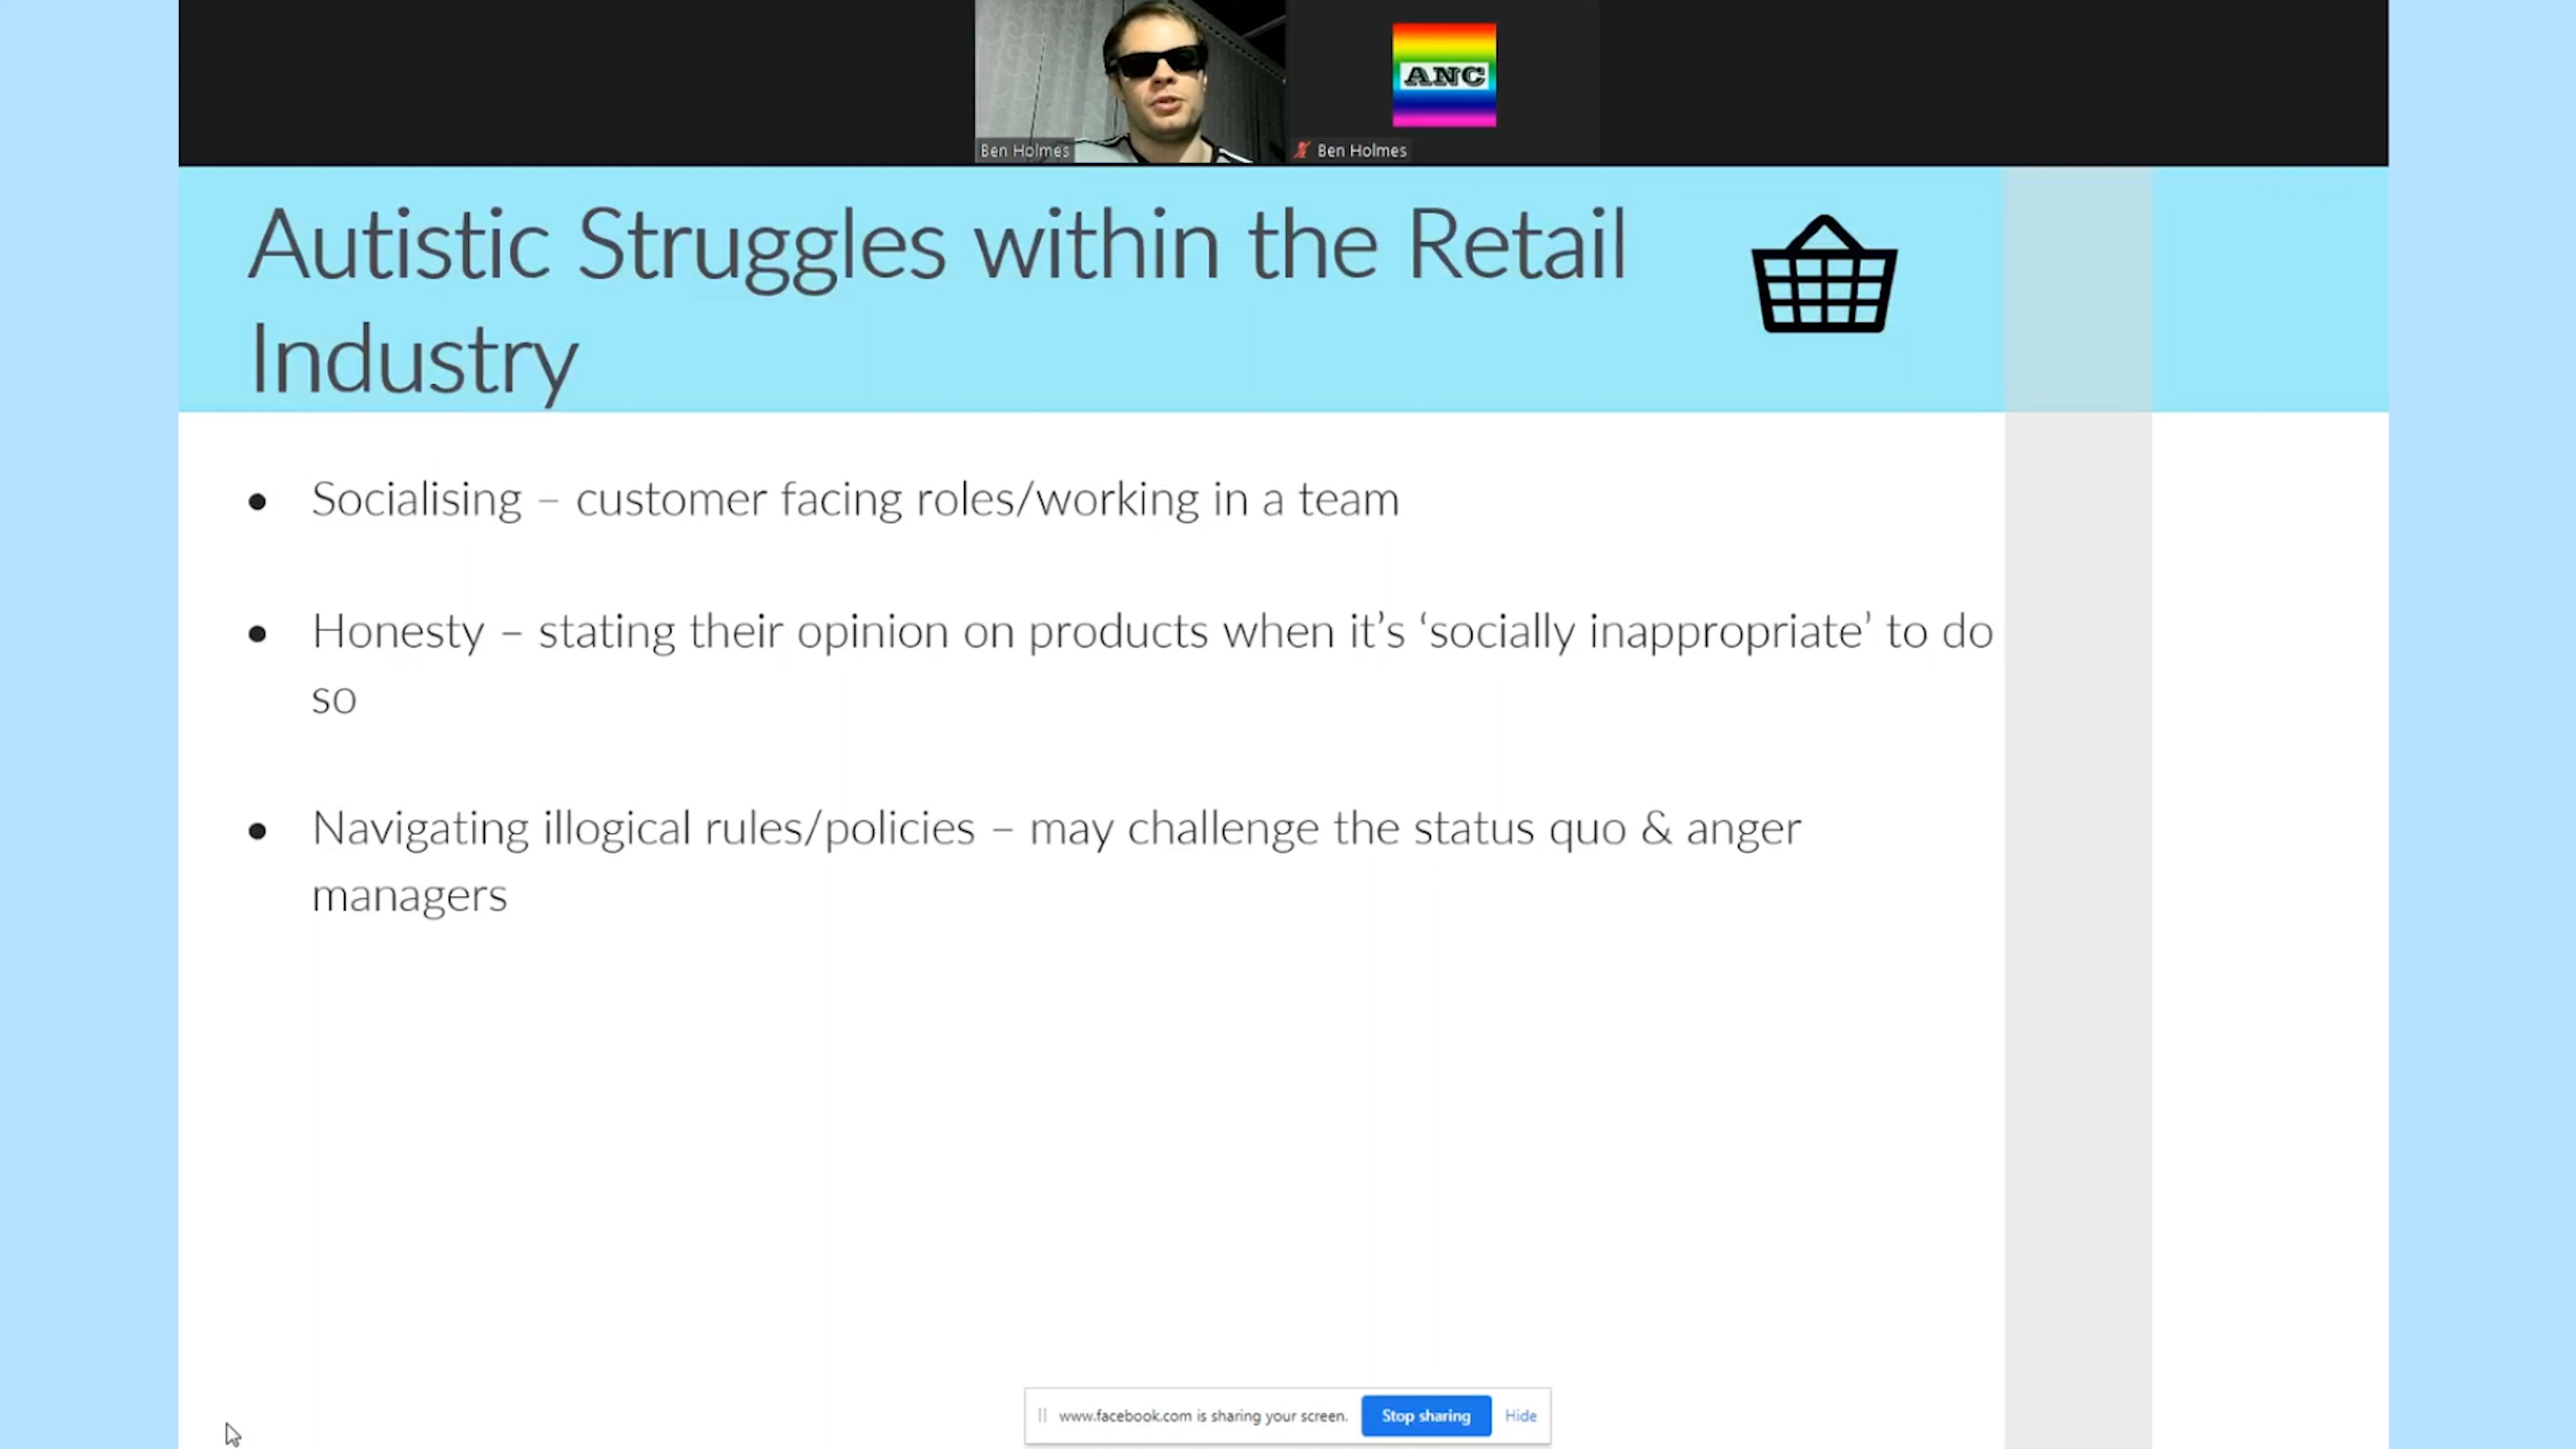 ANC
Ben Holmes
Ben Holmes
Autistic Struggles within the Retail
Industry
• Socialising – customer facing roles/working in a team
• Honesty – stating their opinion on products when it’s ‘socially inappropriate’ to do
so
• Navigating illogical rules/policies – may challenge the status quo & anger
managers
www.facebook.com is sharing your screen. Stop sharing Hide